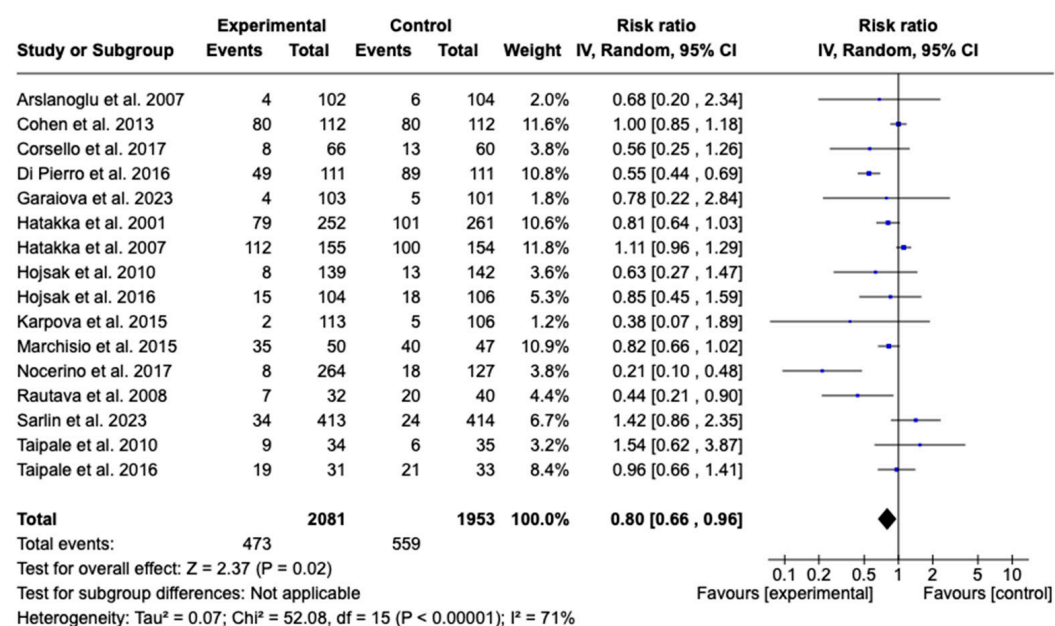 Experimental Control Risk ratio Risk ratio
Study or Subgroup Events Total Events Total Weight IV, Random, 95% CI IV, Random, 95% CI
Arslanoglu et al. 2007 4 102 6 104 2.0% 0.68 [0.20 , 2.34]
Cohen et al. 2013 80 112 80 112 11.6% 1.00 [0.85 , 1.18]
Corsello et al. 2017 8 66 13 60 3.8% 0.56 [0.25 , 1.26]
Di Pierro et al. 2016 49 111 89 111 10.8% 0.55 [0.44 , 0.69]
Garaiova et al. 2023 4 103 5 101 1.8% 0.78 [0.22 , 2.84]
Hatakka et al. 2001 79 252 101 261 10.6% 0.81 [0.64 , 1.03]
Hatakka et al. 2007 112 155 100 154 11.8% 1.11 [0.96 , 1.29]
Hojsak et al. 2010 8 139 13 142 3.6% 0.63 [0.27 , 1.47]
Hojsak et al. 2016 15 104 18 106 5.3% 0.85 [0.45 , 1.59]
Karpova et al. 2015 2 113 5 106 1.2% 0.38 [0.07 , 1.89]
Marchisio et al. 2015 35 50 40 47 10.9% 0.82 [0.66 , 1.02]
Nocerino et al. 2017 8 264 18 127 3.8% 0.21 [0.10 , 0.48]
Rautava et al. 2008 7 32 20 40 4.4% 0.44 [0.21 , 0.90]
Sarlin et al. 2023 34 413 24 414 6.7% 1.42 [0.86 , 2.35]
Taipale et al. 2010 9 34 6 35 3.2% 1.54 [0.62 , 3.87]
Taipale et al. 2016 19 31 21 33 8.4% 0.96 [0.66 , 1.41]
Total 2081 1953 100.0% 0.80 [0.66 , 0.96]
Total events: 473 559
Test for overall effect: Z = 2.37 (P = 0.02)
0.1 0.2 0.5 1 2 5 10
Test for subgroup differences: Not applicable
Favours [experimental] Favours [control]
Heterogeneity: Tau² = 0.07; Chi² = 52.08, df = 15 (P < 0.00001); I² = 71%